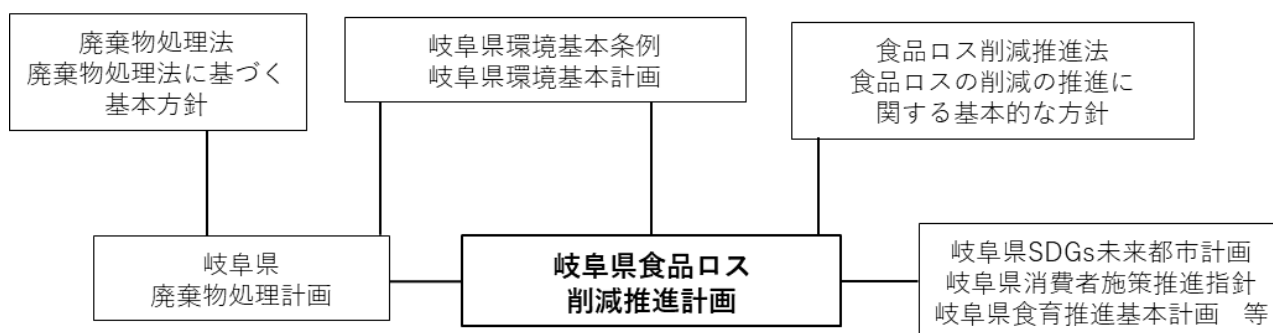 廃棄物処理法
廃棄物処理法に基づく
基本方針
岐阜県環境基本条例
岐阜県環境基本計画
食品ロス削減推進法
食品ロスの削減の推進に
関する基本的な方針
岐阜県
廃棄物処理計画
岐阜県食品ロス
削減推進計画
岐阜県SDGs未来都市計画
岐阜県消費者施策推進指針
岐阜県食育推進基本計画　等